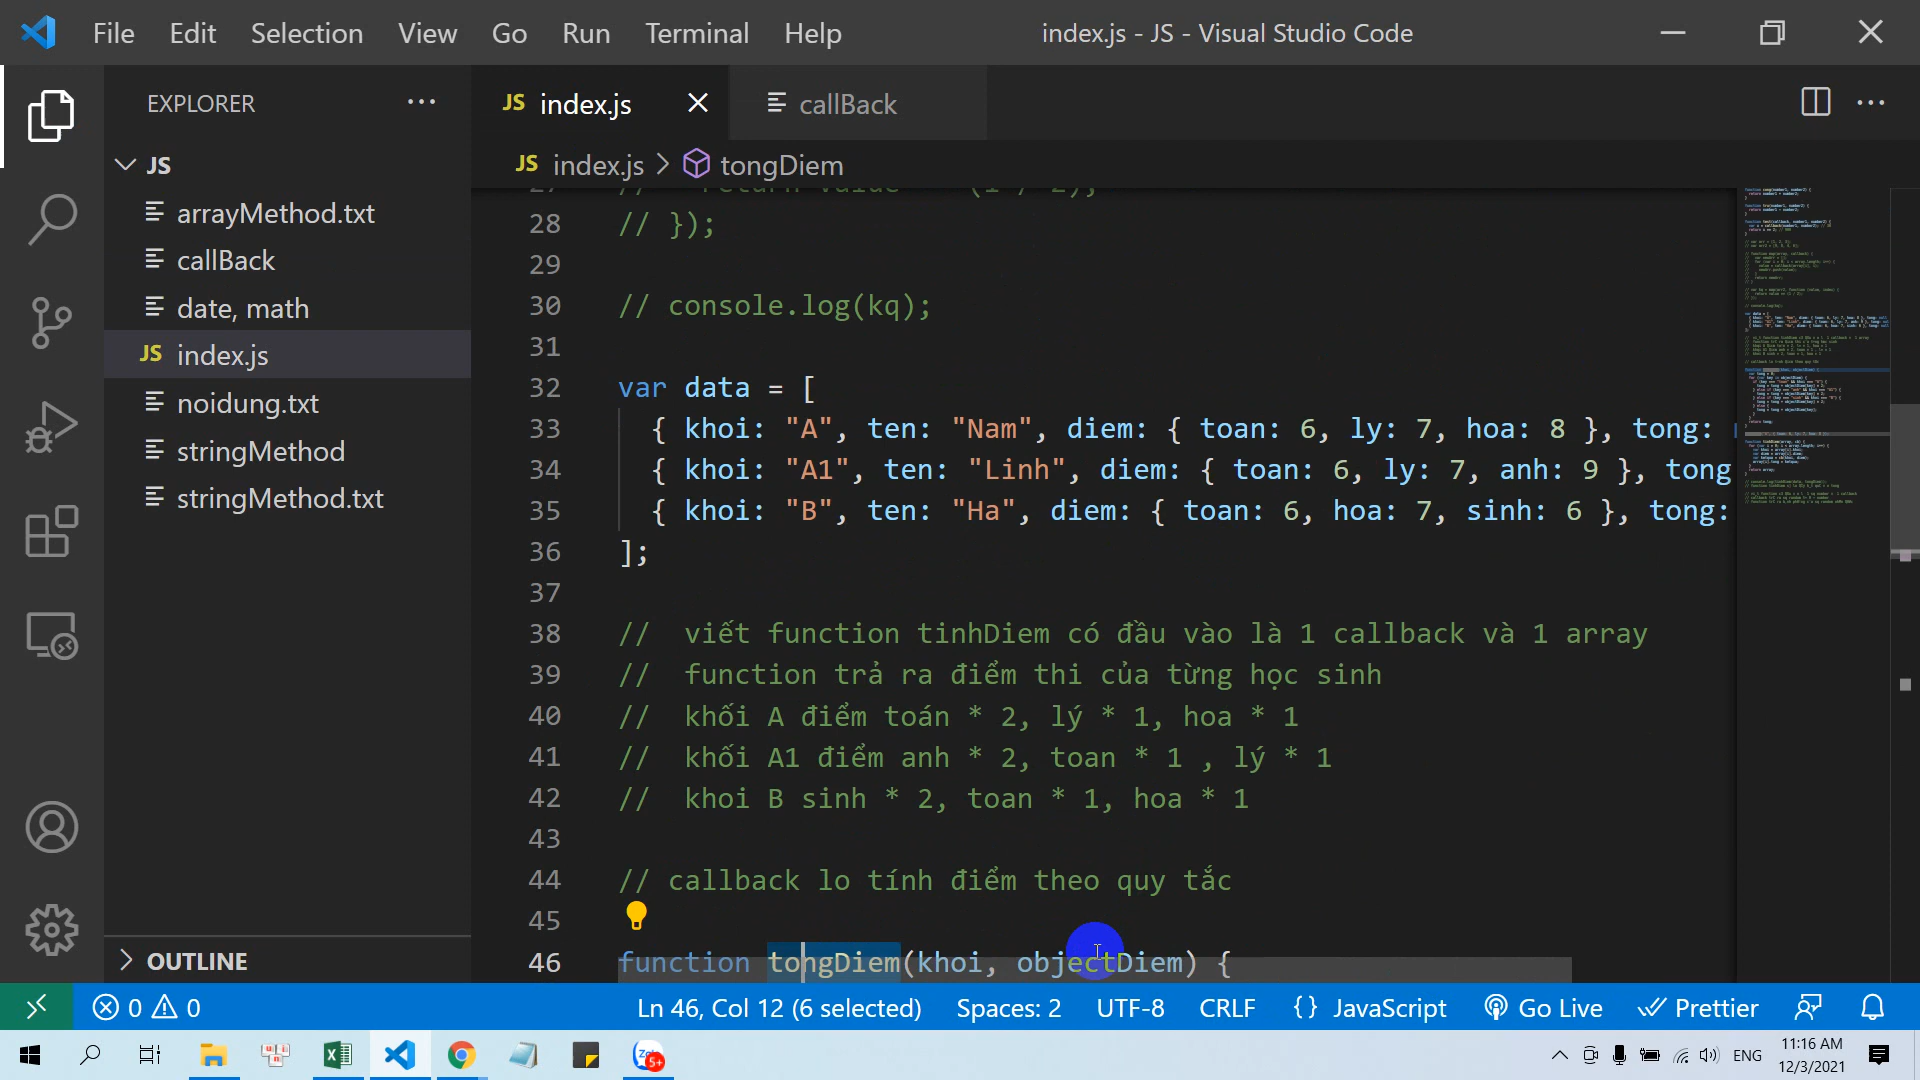 File Edit Selection View Go Run Terminal Help
index.js - JS - Visual Studio Code
EXPLORER
JS index.js
callBack
JS index.js > tongDiem
JS
arrayMethod.txt
callBack
date, math
JS index.js
noidung.txt
stringMethod
stringMethod.txt
OUTLINE
28 // });
29
30 // console.log(kq);
31
32 var data = [
33 { khoi: "A", ten: "Nam", diem: { toan: 6, ly: 7, hoa: 8 }, tong:
34 { khoi: "A1", ten: "Linh", diem: { toan: 6, ly: 7, anh: 9 }, tong
35 { khoi: "B", ten: "Ha", diem: { toan: 6, hoa: 7, sinh: 6 }, tong:
36 ];
37
38 // viết function tinhDiem có đầu vào là 1 callback và 1 array
39 // function trả ra điểm thi của từng học sinh
40 // khối A điểm toán * 2, lý * 1, hoa * 1
41 // khối A1 điểm anh * 2, toan * 1 , lý * 1
42 // khoi B sinh * 2, toan * 1, hoa * 1
43
44 // callback lo tính điểm theo quy tắc
45
46 function tongDiem(khoi, objectDiem) {
0 0
Ln 46, Col 12 (6 selected) Spaces: 2 UTF-8 CRLF {} JavaScript Go Live Prettier
5+
ENG
11:16 AM
12/3/2021